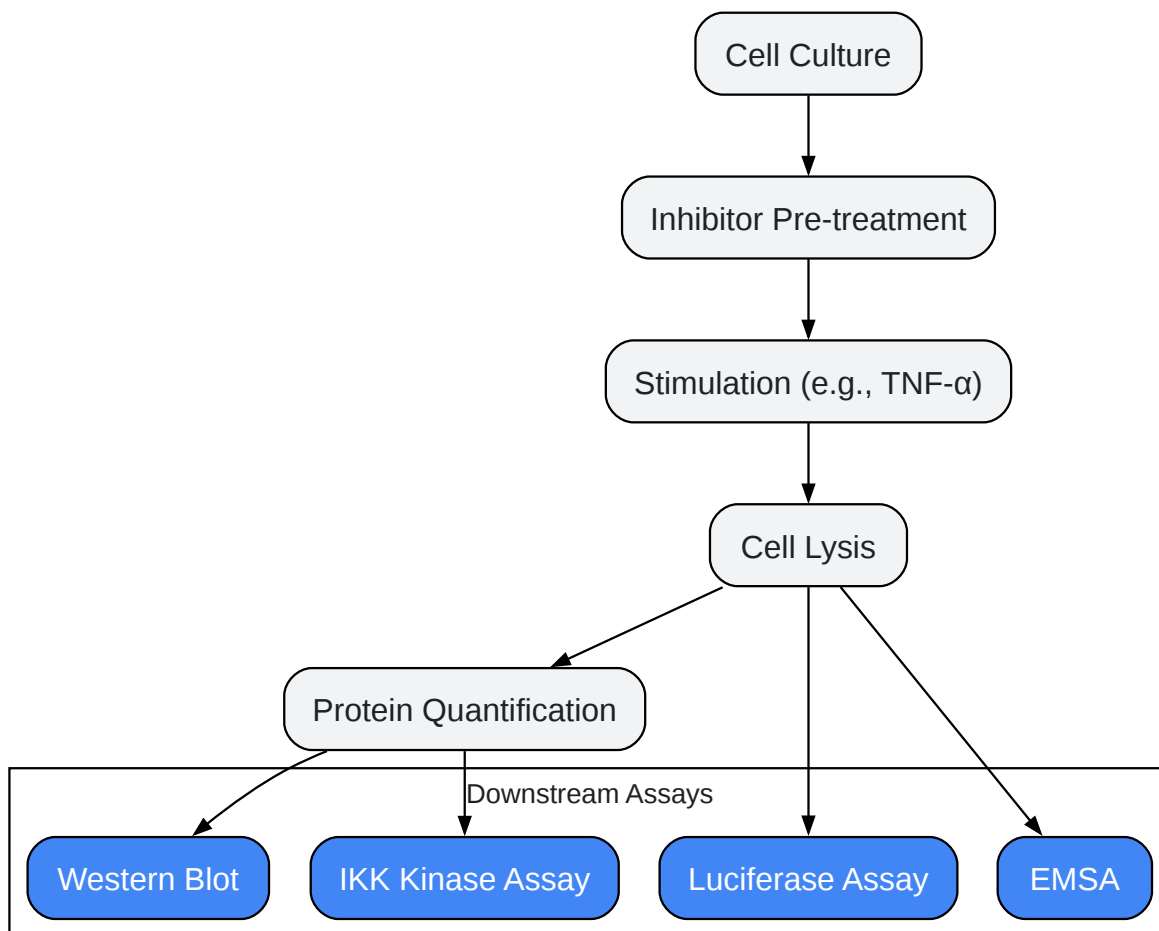 Cell Culture
Inhibitor Pre-treatment
Stimulation (e.g., TNF-α)
Cell Lysis
Protein Quantification
Downstream Assays
Western Blot
IKK Kinase Assay
Luciferase Assay
EMSA